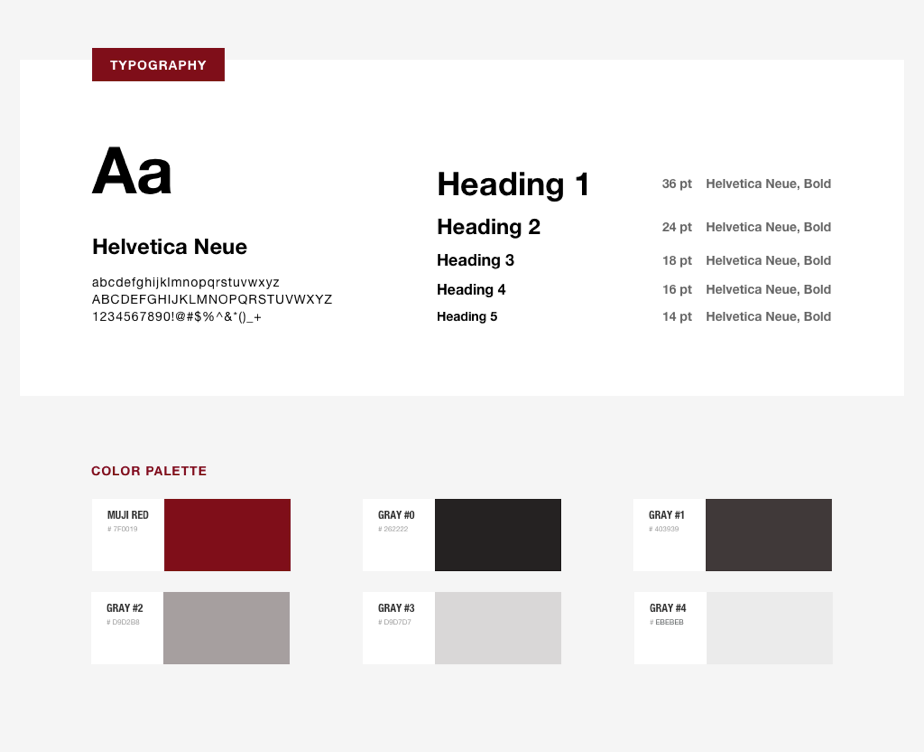 TYPOGRAPHY
Aa
Helvetica Neue
abcdefghijklmnopqrstuvwxyz
ABCDEFGHIJKLMNOPQRSTUVWXYZ
1234567890!@#$%^&*()_+
Heading 1 36 pt Helvetica Neue, Bold
Heading 2 24 pt Helvetica Neue, Bold
Heading 3 18 pt Helvetica Neue, Bold
Heading 4 16 pt Helvetica Neue, Bold
Heading 5 14 pt Helvetica Neue, Bold
COLOR PALETTE
MUJI RED
# 7F0019
GRAY #0
# 262222
GRAY #1
# 403939
GRAY #2
# D9D2B8
GRAY #3
# D9D7D7
GRAY #4
# EBEBEB